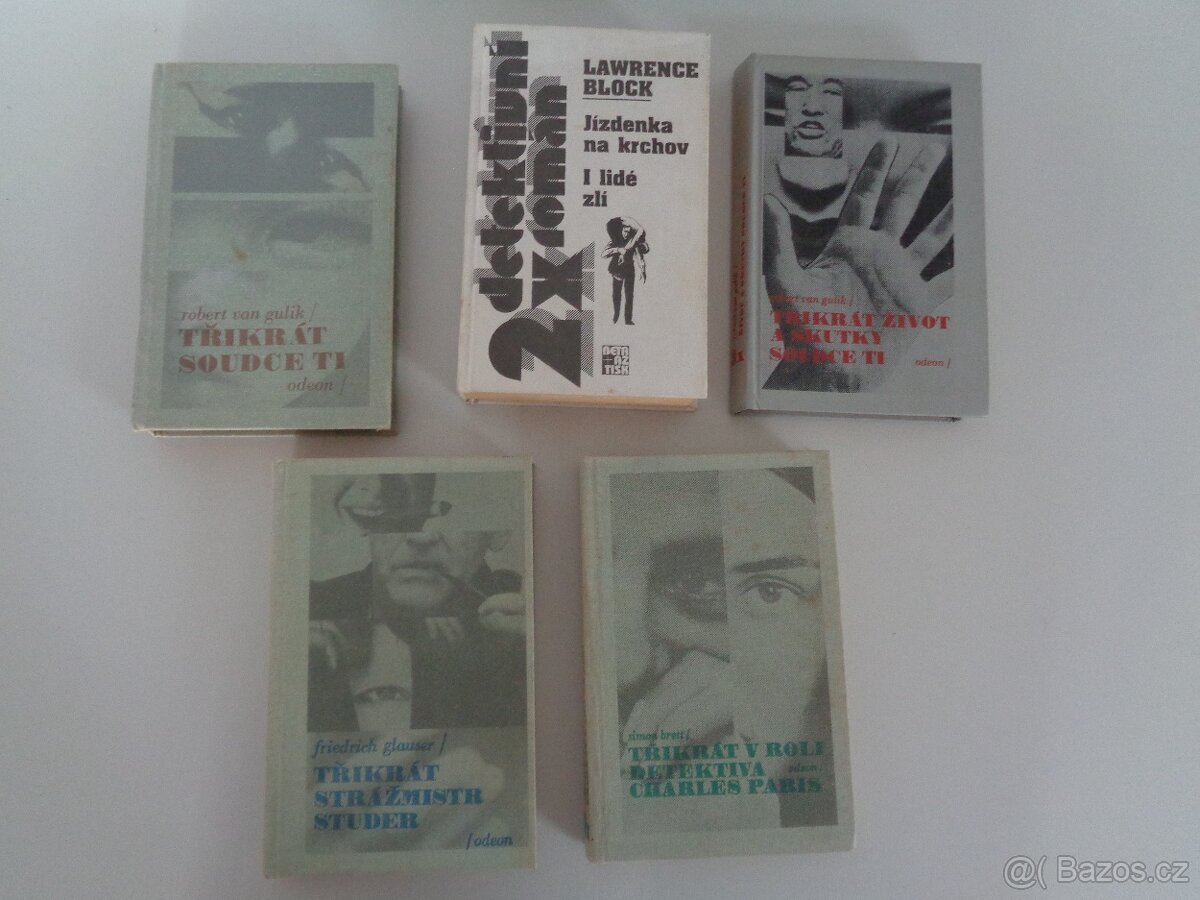 robert van gulik/
TŘIKRÁT
SOUDCE TI
odeon/
detektivní
2x román
LAWRENCE
BLOCK
Jízdenka
na krchov
I lidé
zlí
robert van gulik/
TŘIKRÁT ŽIVOT
A SKUTKY
SOUDCE TI
odeon/
friedrich glauser/
TŘIKRÁT
STRÁŽMISTR
STUDER
/odeon
simon brett/
TŘIKRÁT V ROLI
DETEKTIVA
odeon/
CHARLES PARIS
@( Bazos.cz